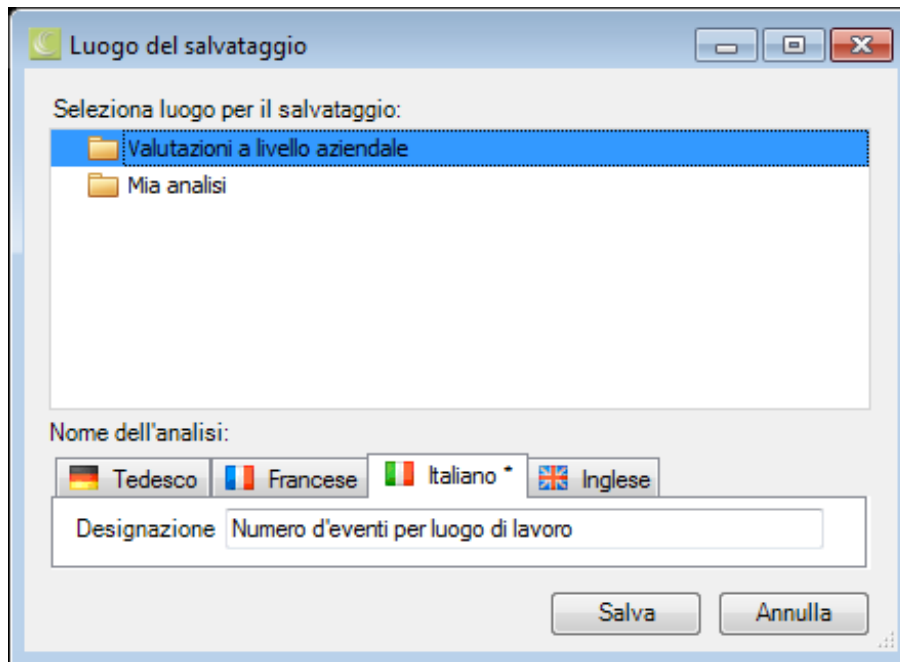 Luogo del salvataggio
Seleziona luogo per il salvataggio:
Valutazioni a livello aziendale
Mia analisi
Nome dell'analisi:
Tedesco Francese Italiano * Inglese
Designazione Numero d'eventi per luogo di lavoro
Salva Annulla